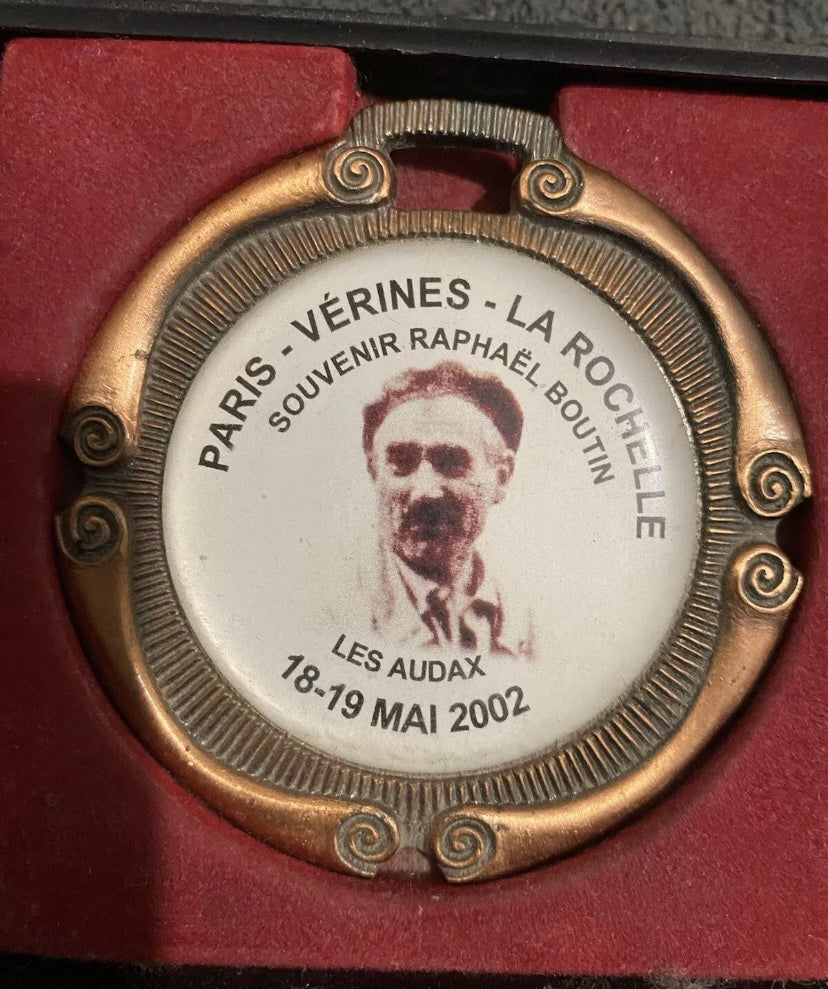 PARIS - VÉRINES - LA ROCHELLE
SOUVENIR RAPHAËL BOUTIN
LES AUDAX
18-19 MAI 2002